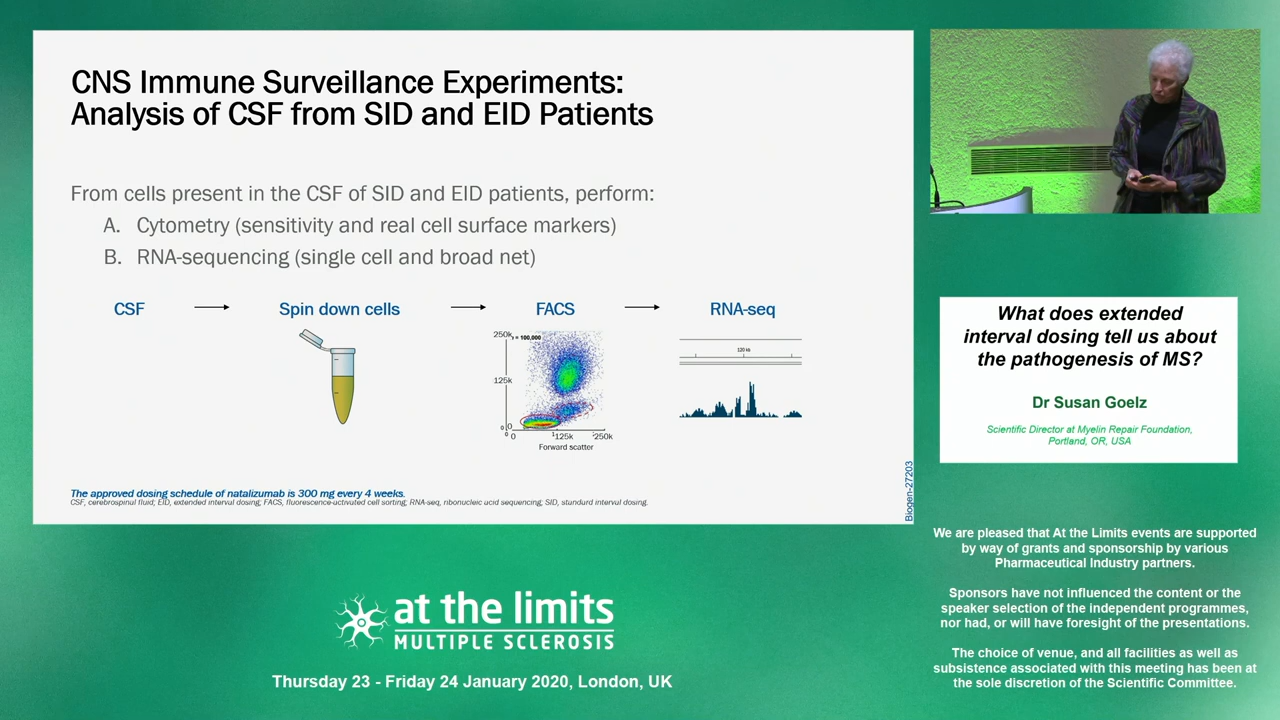 CNS Immune Surveillance Experiments:
Analysis of CSF from SID and EID Patients
From cells present in the CSF of SID and EID patients, perform:
A. Cytometry (sensitivity and real cell surface markers)
B. RNA-sequencing (single cell and broad net)
CSF
Spin down cells
FACS
RNA-seq
250k
= 100,000
125k
0
0
0
125k
250k
Forward scatter
120 kb
The approved dosing schedule of natalizumab is 300 mg every 4 weeks.
CSF, cerebrospinal fluid; EID, extended interval dosing; FACS, fluorescence-activated cell sorting; RNA-seq, ribonucleic acid sequencing; SID, standard interval dosing.
Biogen-27203
What does extended
interval dosing tell us about
the pathogenesis of MS?
Dr Susan Goelz
Scientific Director at Myelin Repair Foundation,
Portland, OR, USA
We are pleased that At the Limits events are supported
by way of grants and sponsorship by various
Pharmaceutical Industry partners.
Sponsors have not influenced the content or the
speaker selection of the independent programmes,
nor had, or will have foresight of the presentations.
The choice of venue, and all facilities as well as
subsistence associated with this meeting has been at
the sole discretion of the Scientific Committee.
at the limits
MULTIPLE SCLEROSIS
Thursday 23 - Friday 24 January 2020, London, UK